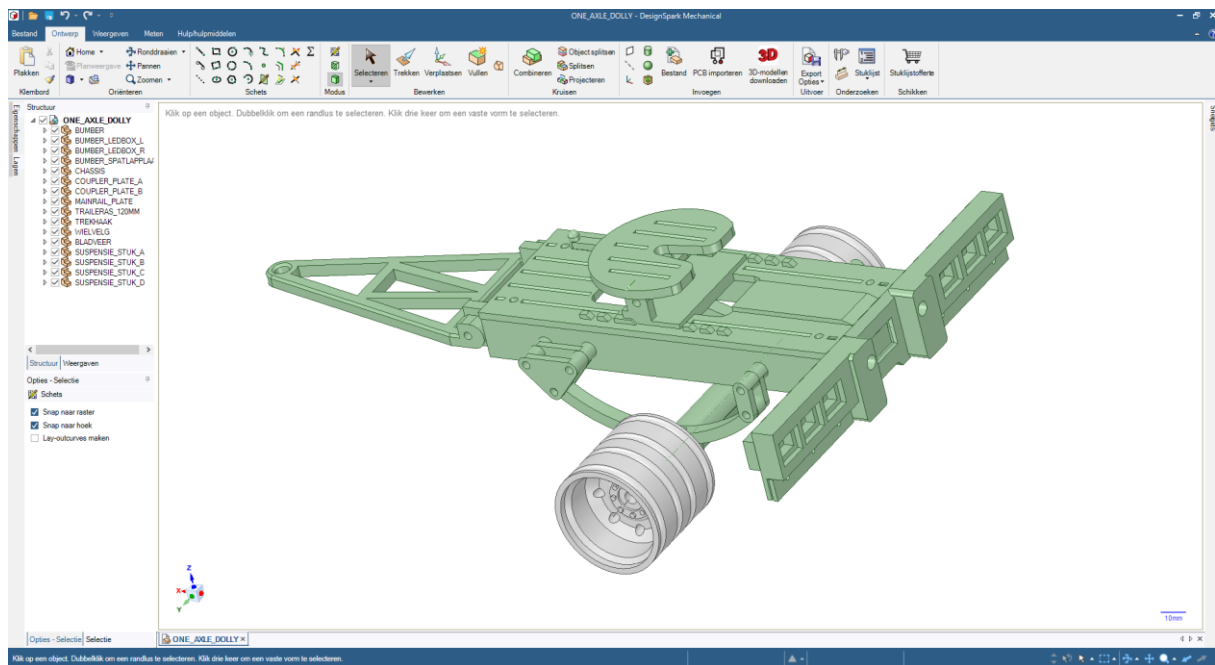 ONE_AXLE_DOLLY - DesignSpark Mechanical
Bestand Ontwerp Weergeven Meten Hulp/hulpmiddelen
Plakken
Home
Planweergave
Ronddraaien
Pannen
Zoomen
Selecteren Trekken Verplaatsen Vullen
Combineren
Object splitsen
Splitsen
Projecteren
Bestand PCB importeren 3D-modellen downloaden
3D
Export Opties
Stuklijst
Stuklijstofferte
Klembord Oriënteren Schets Modus Bewerken Kruisen Invoegen Uitvoer Onderzoeken Schikken
Eigenschappen Lagen
Structuur
ONE_AXLE_DOLLY
BUMBER
BUMBER_LEDBOX_L
BUMBER_LEDBOX_R
BUMBER_SPATLAPPLA
CHASSIS
COUPLER_PLATE_A
COUPLER_PLATE_B
MAINRAIL_PLATE
TRAILERAS_120MM
TREKHAAK
WIELVELG
BLADVEER
SUSPENSIE_STUK_A
SUSPENSIE_STUK_B
SUSPENSIE_STUK_C
SUSPENSIE_STUK_D
Structuur Weergaven
Opties - Selectie
Schets
Snap naar raster
Snap naar hoek
Lay-outcurves maken
Opties - Selectie Selectie
Klik op een object. Dubbelklik om een randlus te selecteren. Klik drie keer om een vaste vorm te selecteren.
Z
X
Y
10mm
ONE_AXLE_DOLLY
Klik op een object. Dubbelklik om een randlus te selecteren. Klik drie keer om een vaste vorm te selecteren.